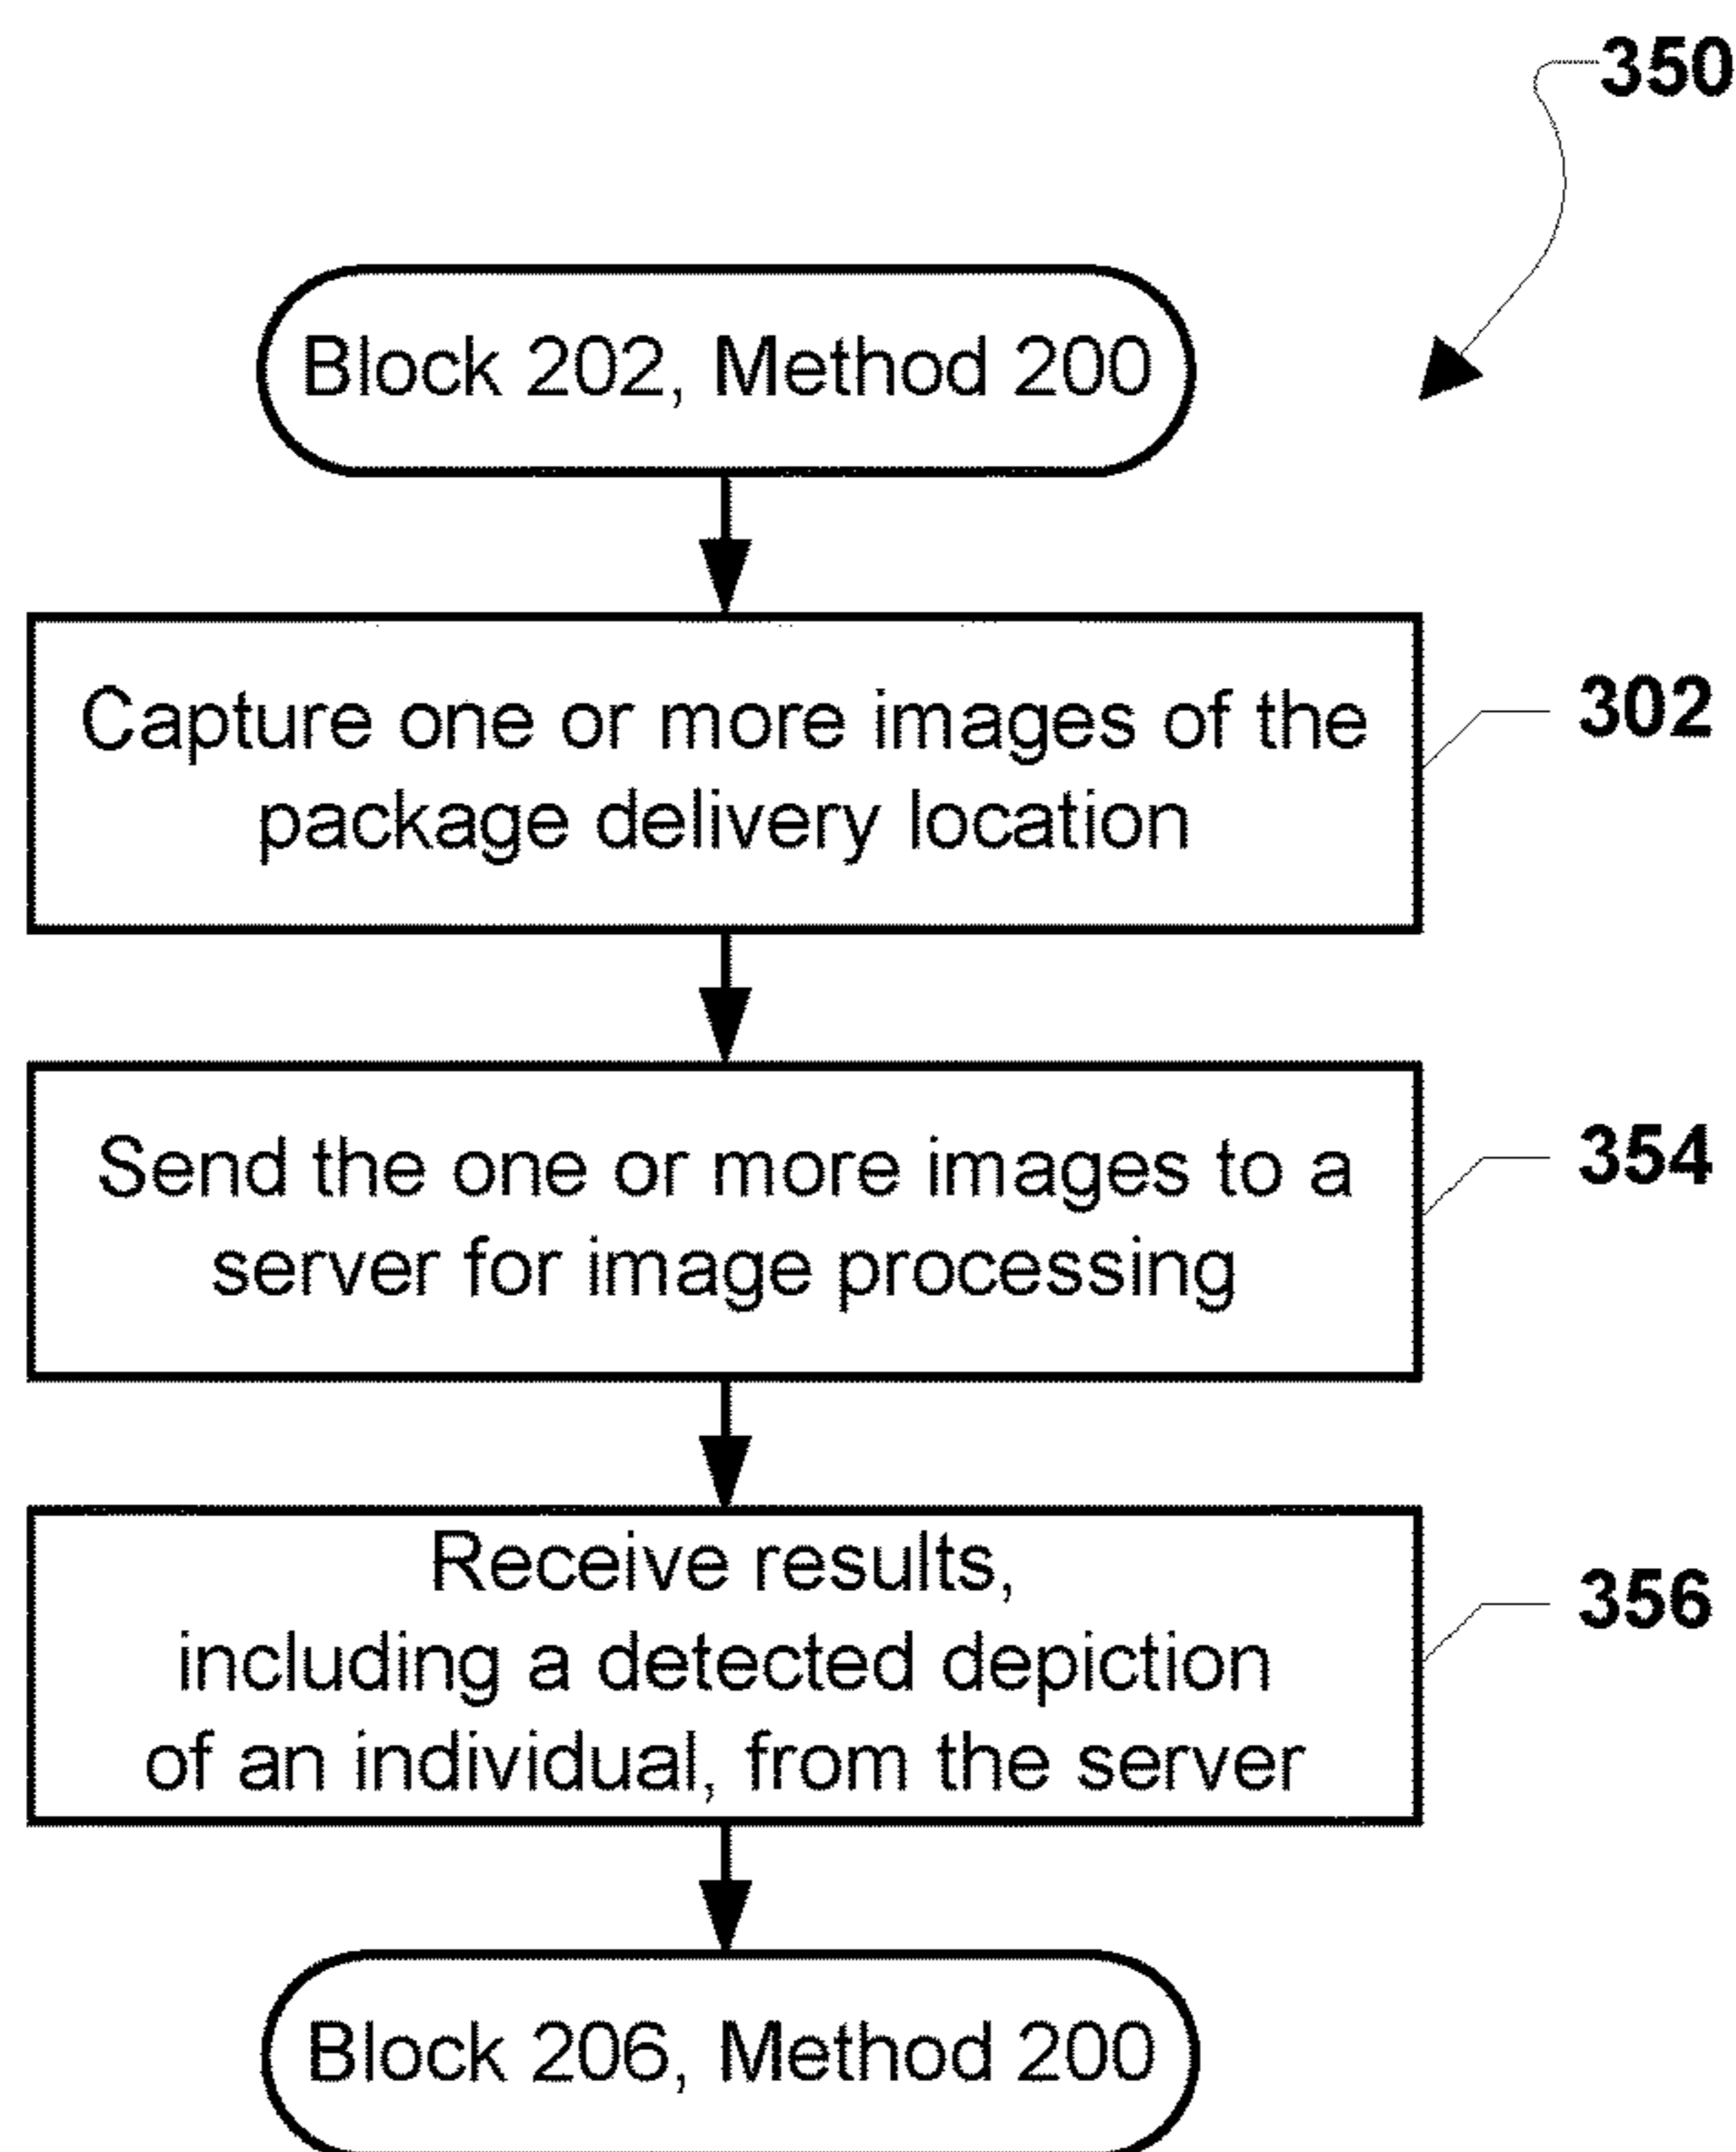 350
Block 202, Method 200
Capture one or more images of the
package delivery location
302
Send the one or more images to a
server for image processing
354
Receive results,
including a detected depiction
of an individual, from the server
356
Block 206, Method 200